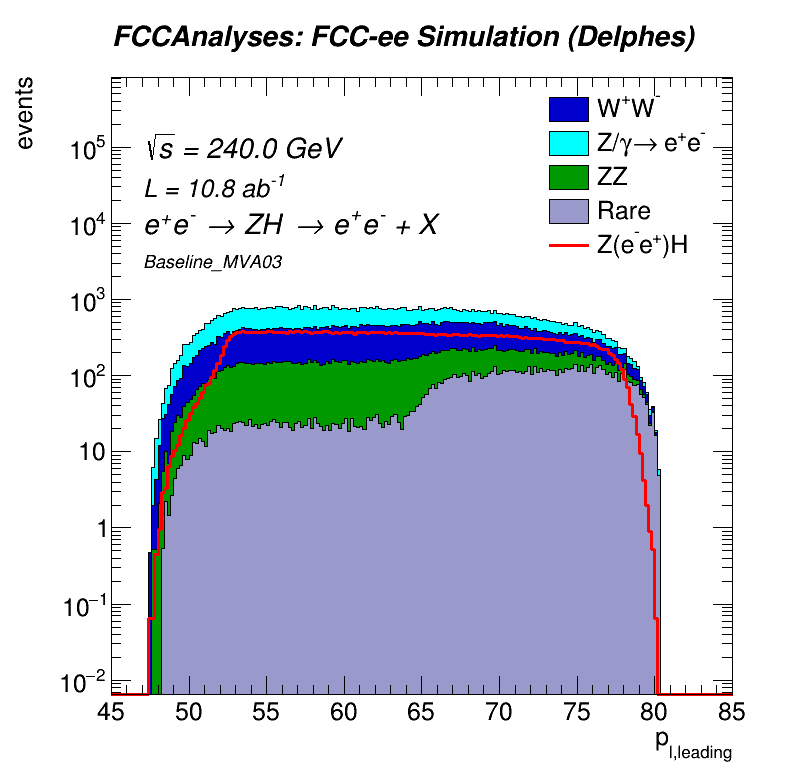 FCCAnalyses: FCC-ee Simulation (Delphes)
events
√s = 240.0 GeV
L = 10.8 ab⁻¹
e⁺e⁻ → ZH → e⁺e⁻ + X
Baseline_MVA03
W⁺W⁻
Z/γ→ e⁺e⁻
ZZ
Rare
Z(e⁻e⁺)H
10⁵
10⁴
10³
10²
10
1
10⁻¹
10⁻²
45 50 55 60 65 70 75 80 85
p_l,leading